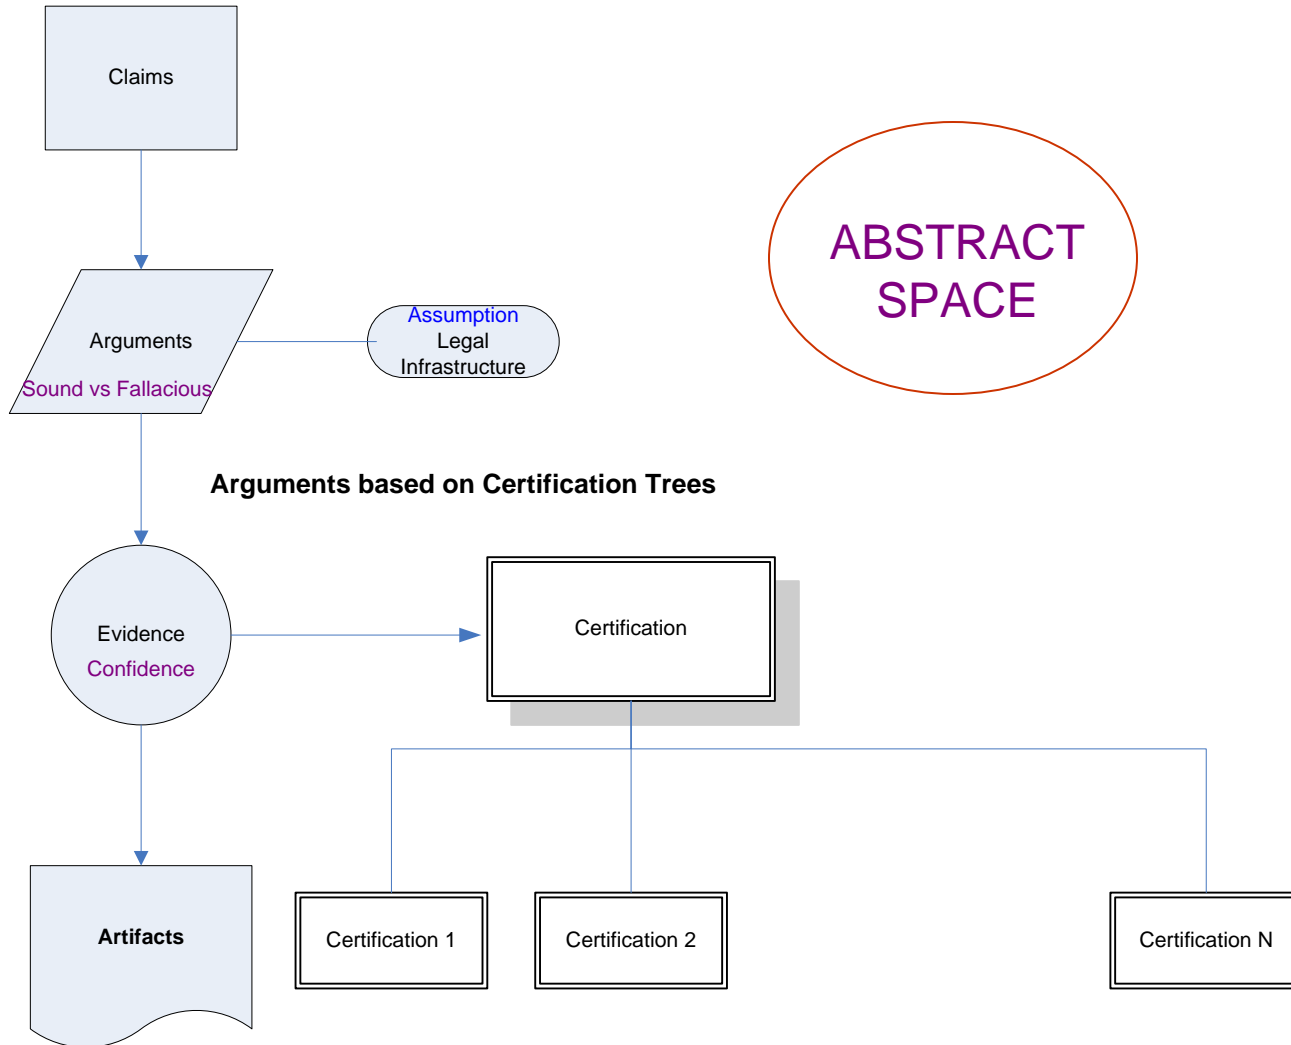 Claims
ABSTRACT
SPACE
Arguments
Sound vs Fallacious
Assumption
Legal
Infrastructure
Arguments based on Certification Trees
Evidence
Confidence
Certification
Artifacts
Certification 1
Certification 2
Certification N